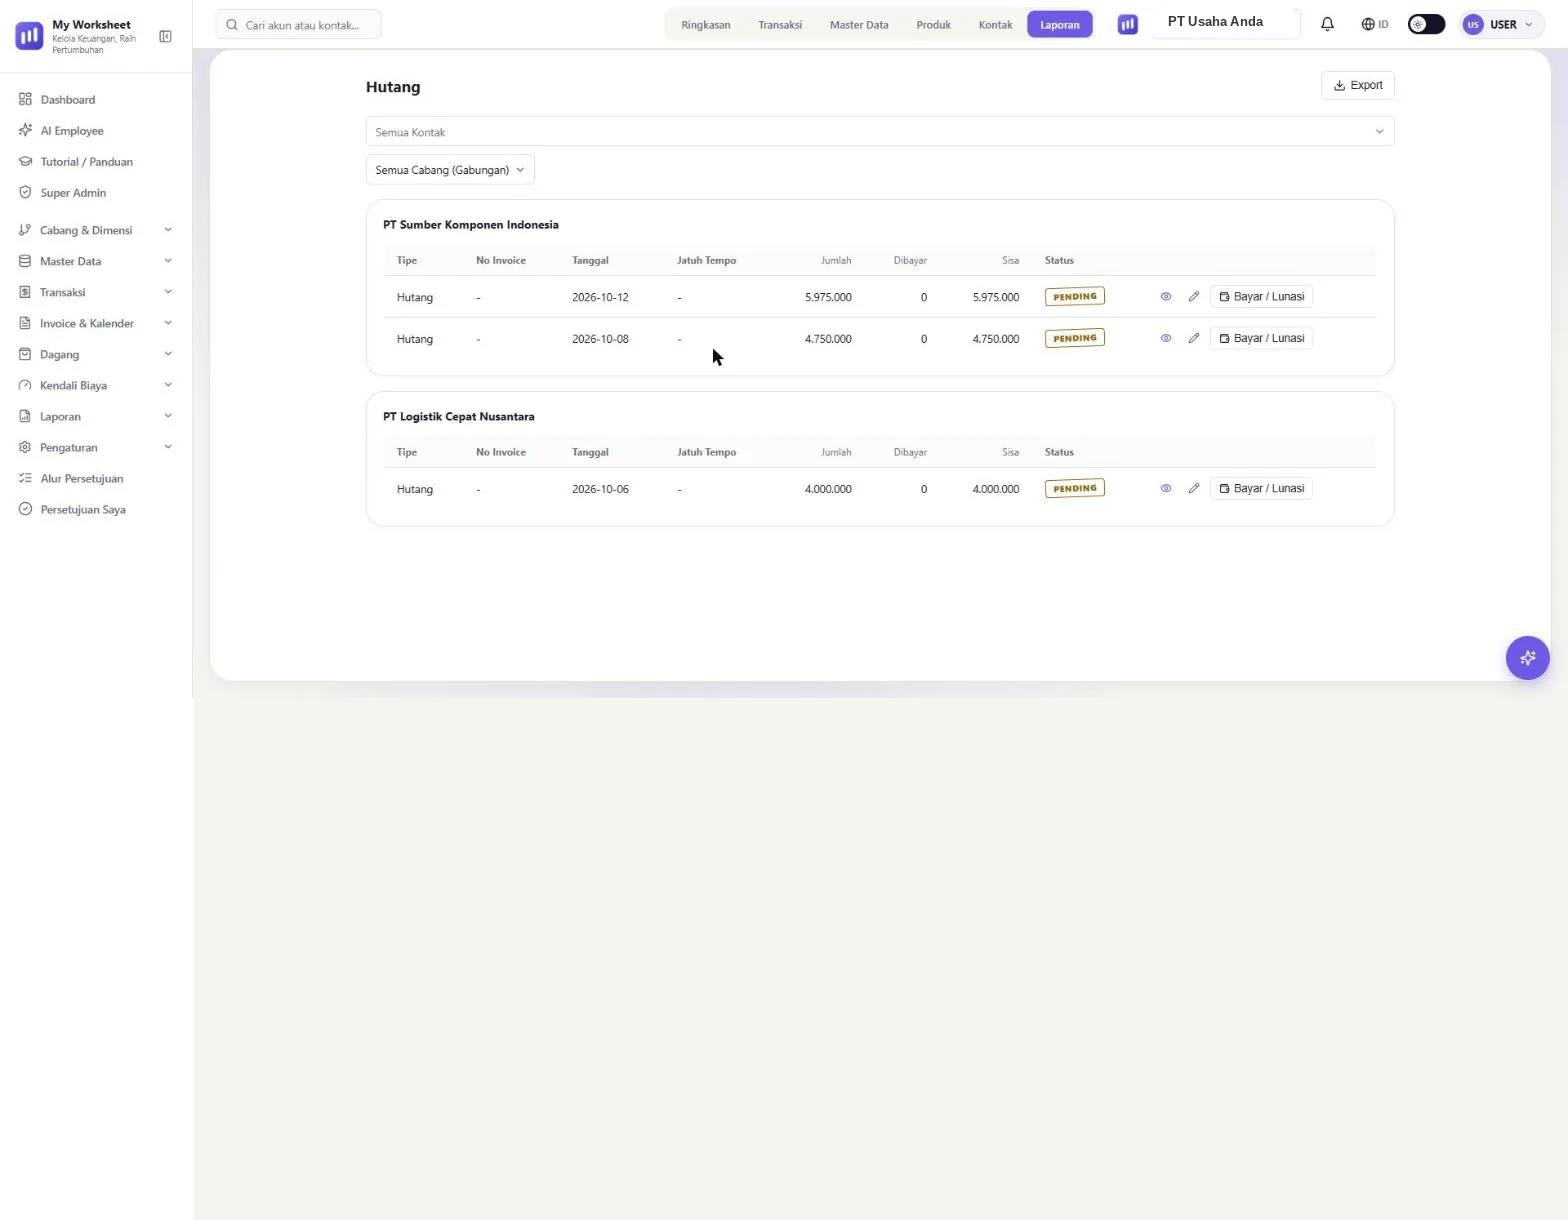 My Worksheet
Kelola Keuangan, Raih
Pertumbuhan
Cari akun atau kontak...
Ringkasan
Transaksi
Master Data
Produk
Kontak
Laporan
PT Usaha Anda
ID
US
USER
Dashboard
AI Employee
Tutorial / Panduan
Super Admin
Cabang & Dimensi
Master Data
Transaksi
Invoice & Kalender
Dagang
Kendali Biaya
Laporan
Pengaturan
Alur Persetujuan
Persetujuan Saya
Hutang
Export
Semua Kontak
Semua Cabang (Gabungan)
PT Sumber Komponen Indonesia
Tipe No Invoice Tanggal Jatuh Tempo Jumlah Dibayar Sisa Status
Hutang - 2026-10-12 - 5.975.000 0 5.975.000 PENDING Bayar / Lunasi
Hutang - 2026-10-08 - 4.750.000 0 4.750.000 PENDING Bayar / Lunasi
PT Logistik Cepat Nusantara
Tipe No Invoice Tanggal Jatuh Tempo Jumlah Dibayar Sisa Status
Hutang - 2026-10-06 - 4.000.000 0 4.000.000 PENDING Bayar / Lunasi